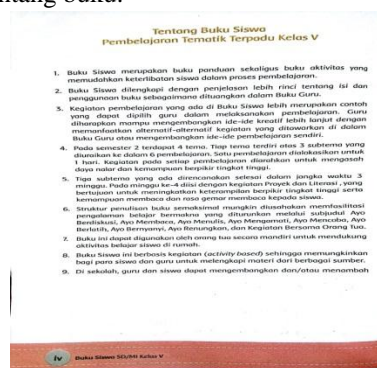 ntang buku.
Tentang Buku Siswa
Pembelajaran Tematik Terpadu Kelas V
1. Buku Siswa merupakan buku panduan sekaligus buku aktivitas yang
memudahkan keterlibatan siswa dalam proses pembelajaran.
2. Buku Siswa dilengkapi dengan penjelasan lebih rinci tentang isi dan
penggunaan buku sebagaimana dituangkan dalam Buku Guru.
3. Kegiatan pembelajaran yang ada di Buku Siswa lebih merupakan contoh
yang dapat dipilih guru dalam melaksanakan pembelajaran. Guru
diharapkan mampu mengembangkan ide-ide kreatif lebih lanjut dengan
memanfaatkan alternatif-alternatif kegiatan yang ditawarkan di dalam
Buku Guru atau mengembangkan ide-ide pembelajaran sendiri.
4. Pada semester 2 terdapat 4 tema. Tiap tema terdiri atas 3 subtema yang
diuraikan ke dalam 6 pembelajaran. Satu pembelajaran dialokasikan untuk
1 hari. Kegiatan pada setiap pembelajaran diarahkan untuk mengasah
daya nalar dan kemampuan berpikir tingkat tinggi.
5. Tiga subtema yang ada direncanakan selesai dalam jangka waktu 3
minggu. Pada minggu ke-4 diisi dengan kegiatan Proyek dan Literasi , yang
bertujuan untuk meningkatkan keterampilan berpikir tingkat tinggi serta
kemampuan membaca dan rasa gemar membaca kepada siswa.
6. Struktur penulisan buku semaksimal mungkin diusahakan memfasilitasi
pengalaman belajar bermakna yang diturunkan melalui subjudul Ayo
Berdiskusi, Ayo Membaca, Ayo Menulis, Ayo Mengamati, Ayo Mencoba, Ayo
Berlatih, Ayo Bernyanyi, Ayo Renungkan, dan Kegiatan Bersama Orang Tua.
7. Buku ini dapat digunakan oleh orang tua secara mandiri untuk mendukung
aktivitas belajar siswa di rumah.
8. Buku Siswa ini berbasis kegiatan (activity based) sehingga memungkinkan
bagi para siswa dan guru untuk melengkapi materi dari berbagai sumber.
9. Di sekolah, guru dan siswa dapat mengembangkan dan/atau menambah
iv Buku Siswa SD/MI Kelas V